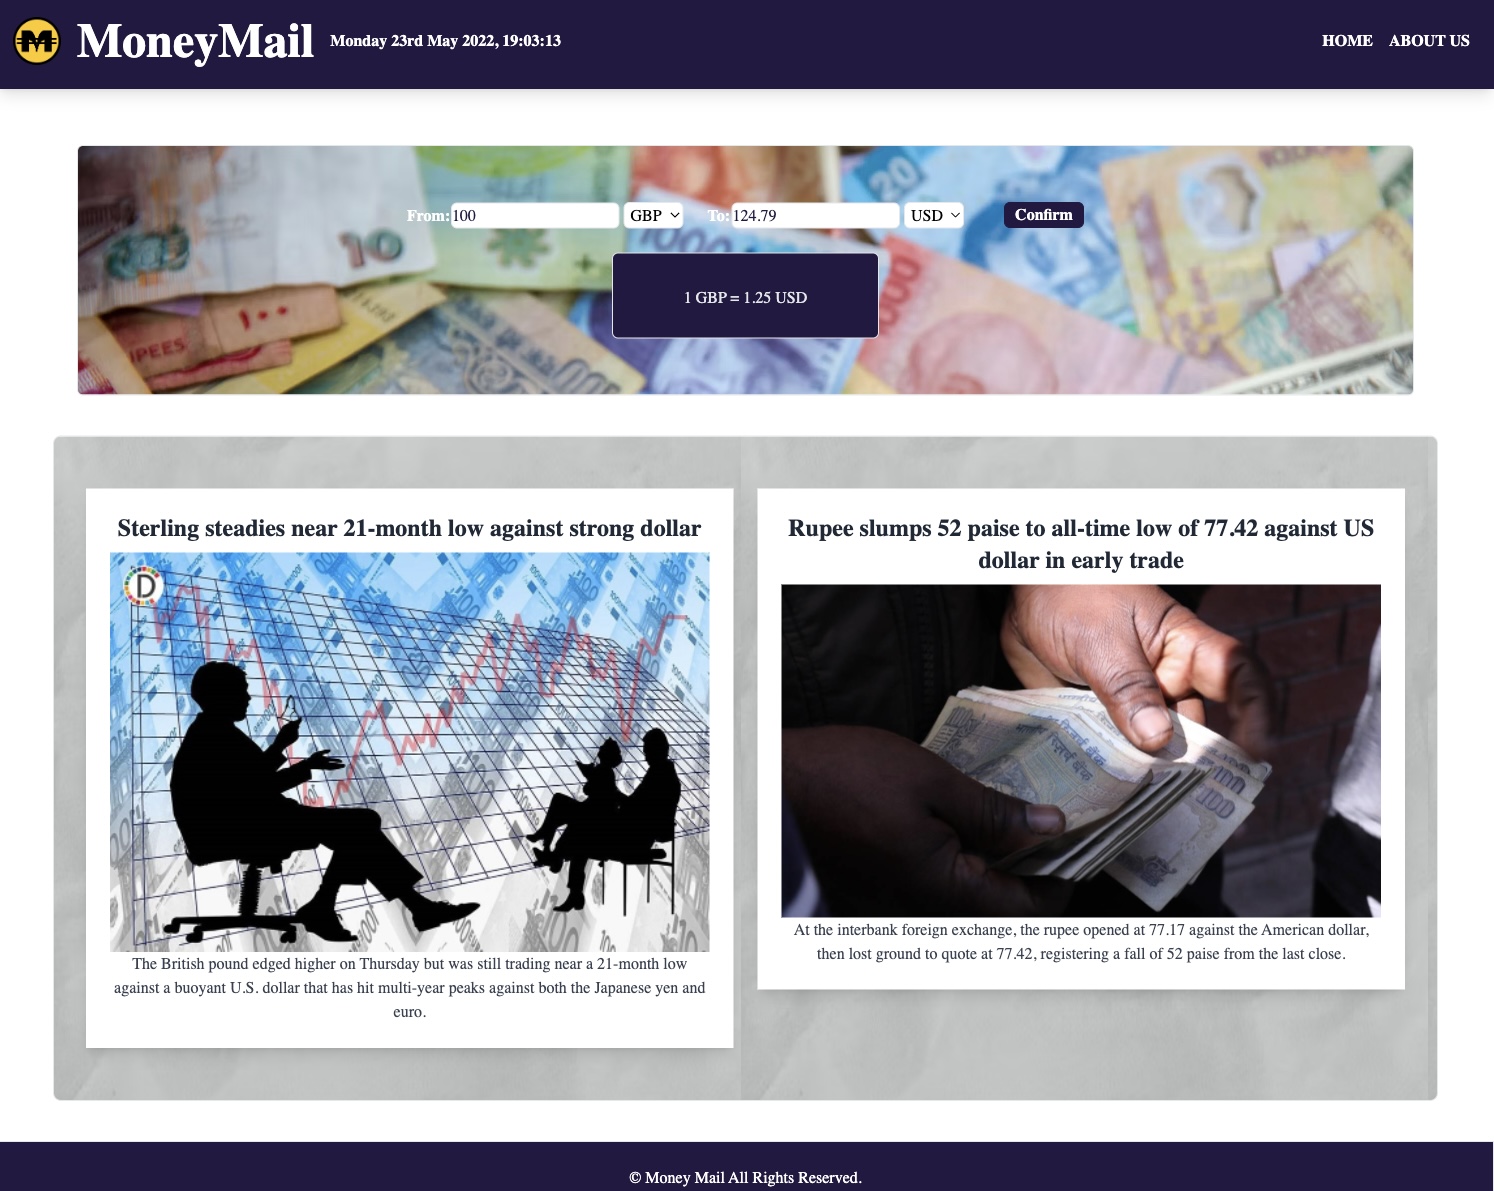 MoneyMail
Monday 23rd May 2022, 19:03:13
HOME
ABOUT US
From:
100
GBP
To:
124.79
USD
Confirm
1 GBP = 1.25 USD
20
10
RUPEES
1000
Sterling steadies near 21-month low against strong dollar
D
The British pound edged higher on Thursday but was still trading near a 21-month low
against a buoyant U.S. dollar that has hit multi-year peaks against both the Japanese yen and
euro.
Rupee slumps 52 paise to all-time low of 77.42 against US
dollar in early trade
100
100
At the interbank foreign exchange, the rupee opened at 77.17 against the American dollar,
then lost ground to quote at 77.42, registering a fall of 52 paise from the last close.
© Money Mail All Rights Reserved.